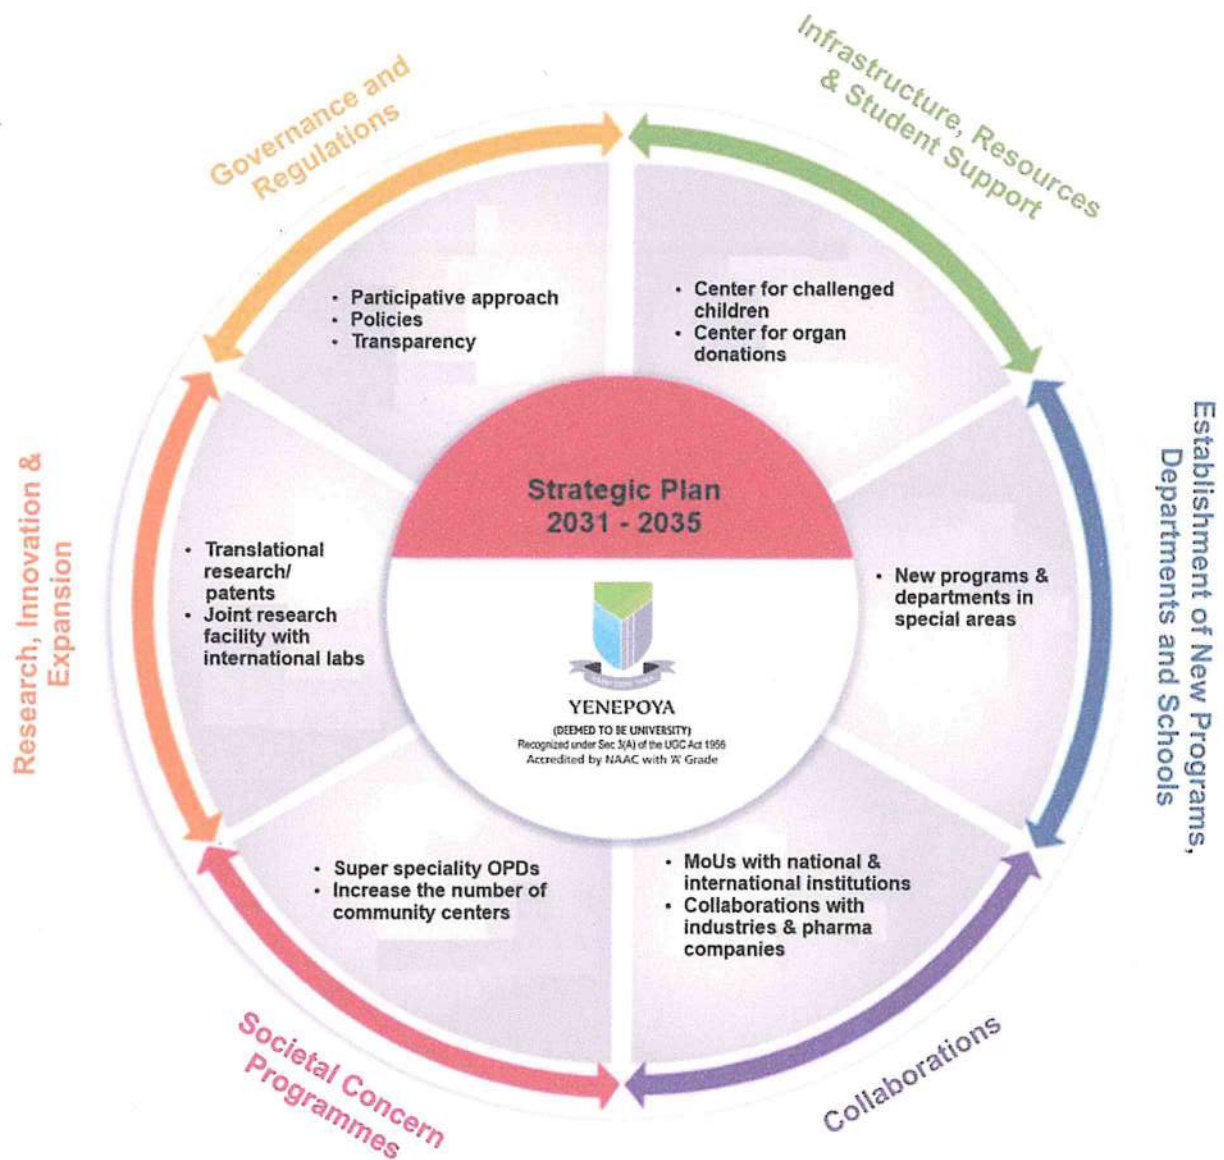 Governance and
Regulations
Infrastructure, Resources
& Student Support
• Participative approach
• Policies
• Transparency
• Center for challenged
children
• Center for organ
donations
Strategic Plan
2031 - 2035
Research, Innovation &
Expansion
• Translational
research/
patents
• Joint research
facility with
international labs
• New programs &
departments in
special areas
Establishment of New Programs,
Departments and Schools
YENEPOYA
(DEEMED TO BE UNIVERSITY)
Recognized under Sec 3(A) of the UGC Act 1956
Accredited by NAAC with 'A' Grade
• Super speciality OPDs
• Increase the number of
community centers
• MoUs with national &
international institutions
• Collaborations with
industries & pharma
companies
Societal Concern
Programmes
Collaborations